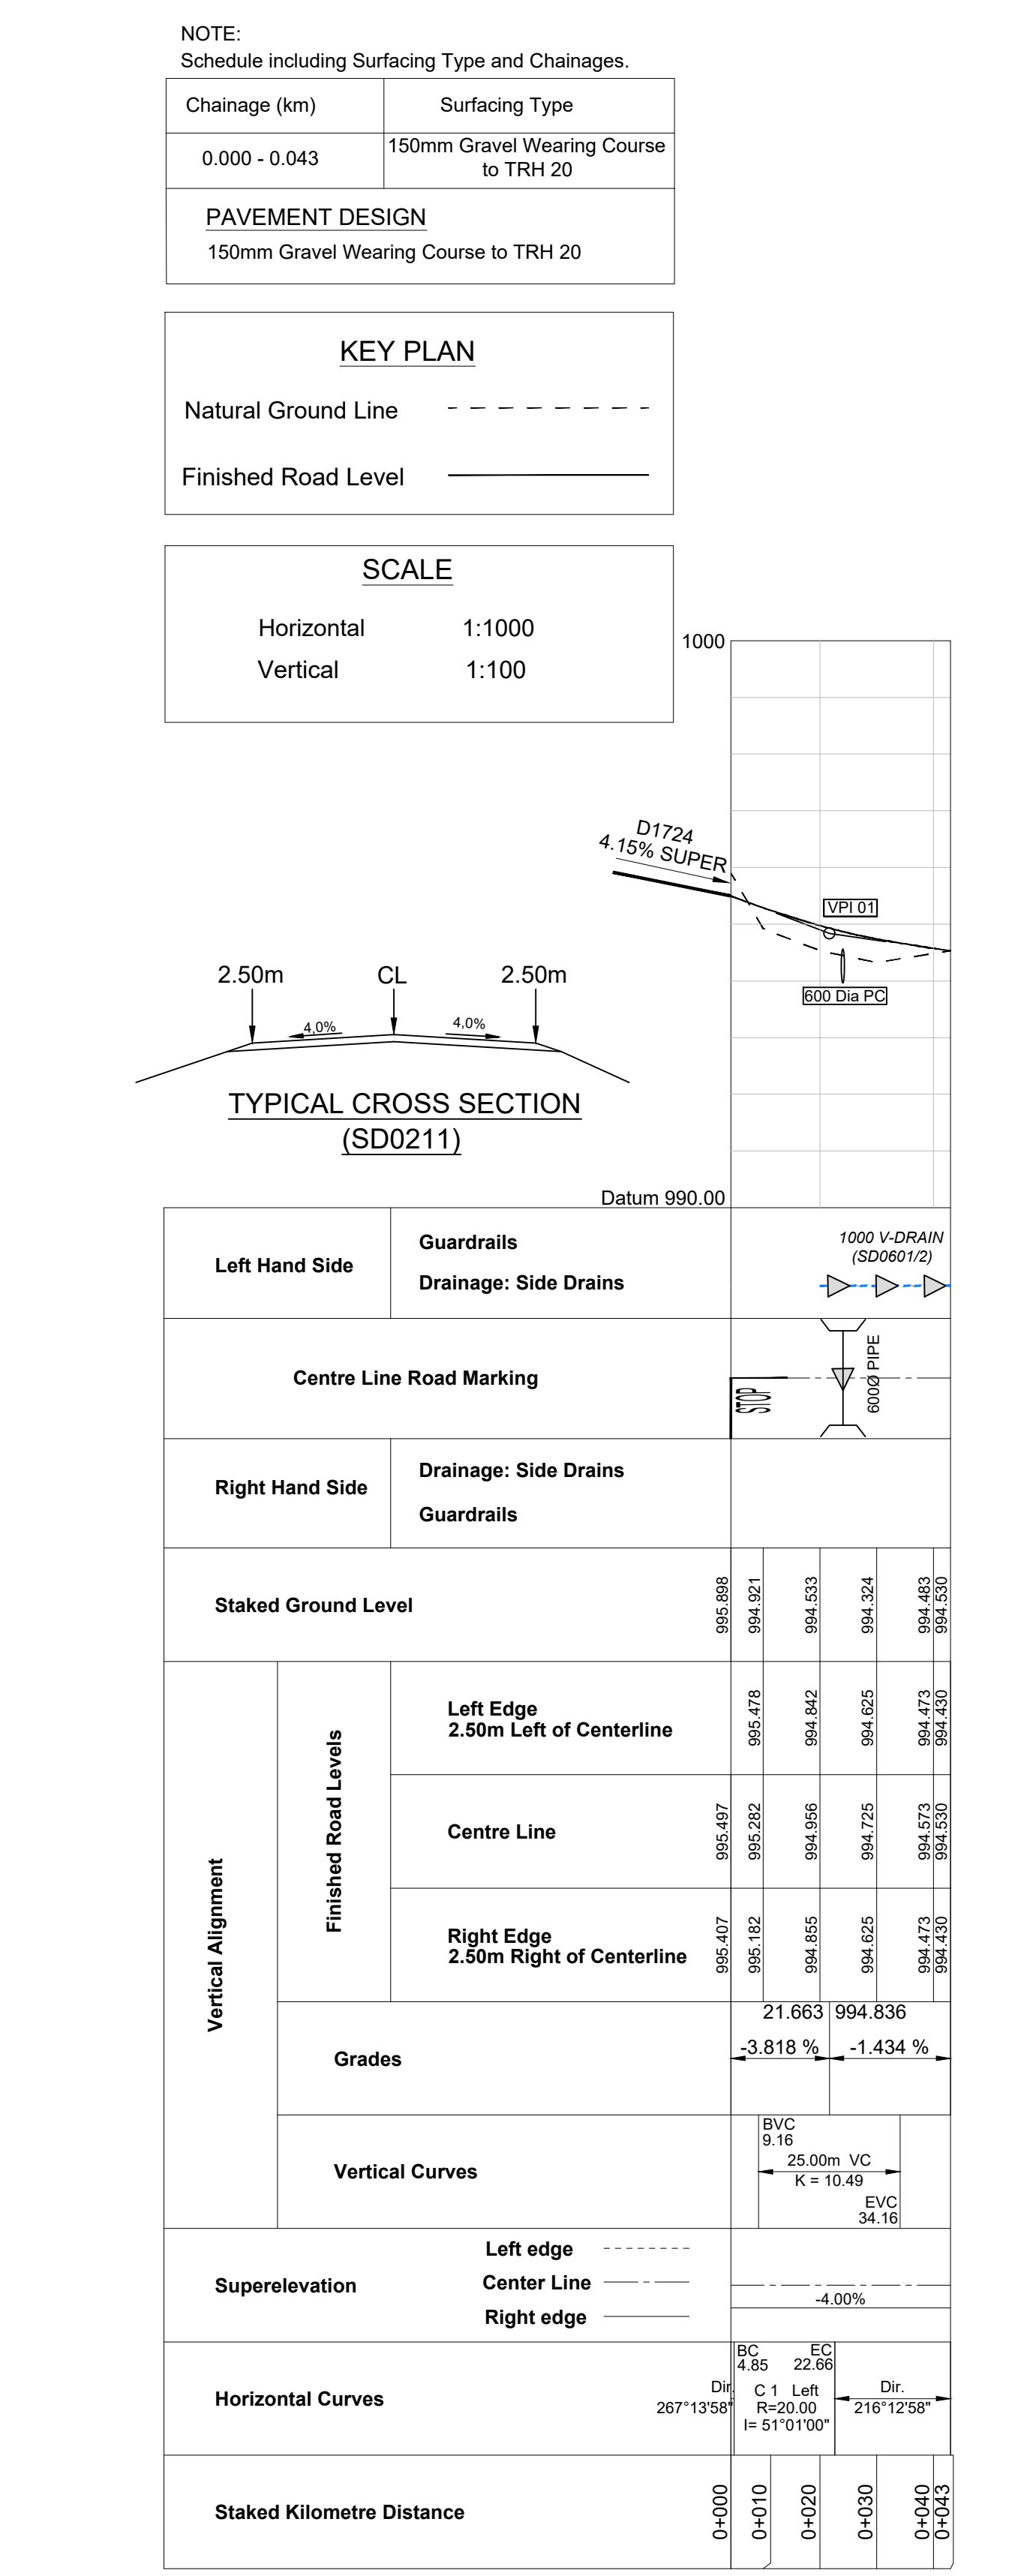 NOTE:
Schedule including Surfacing Type and Chainages.
Chainage (km)
Surfacing Type
0.000 - 0.043
150mm Gravel Wearing Course
to TRH 20
PAVEMENT DESIGN
150mm Gravel Wearing Course to TRH 20
KEY PLAN
Natural Ground Line
Finished Road Level
SCALE
Horizontal 1:1000
Vertical 1:100
1000
D1724
4.15% SUPER
VPI 01
600 Dia PC
2.50m CL 2.50m
4,0% 4,0%
TYPICAL CROSS SECTION
(SD0211)
Datum 990.00
Left Hand Side
Guardrails
Drainage: Side Drains
1000 V-DRAIN
(SD0601/2)
Centre Line Road Marking
STOP
600Ø PIPE
Right Hand Side
Drainage: Side Drains
Guardrails
Staked Ground Level
995.898 994.921 994.533 994.324 994.483 994.530
Vertical Alignment
Finished Road Levels
Left Edge
2.50m Left of Centerline
995.478 994.842 994.625 994.473 994.430
Centre Line
995.497 995.282 994.956 994.725 994.573 994.530
Right Edge
2.50m Right of Centerline
995.407 995.182 994.855 994.625 994.473 994.430
Grades
21.663 994.836
-3.818 % -1.434 %
Vertical Curves
BVC
9.16
25.00m VC
K = 10.49
EVC
34.16
Superelevation
Left edge
Center Line
Right edge
-4.00%
Horizontal Curves
Dir.
267°13'58"
BC
4.85
EC
22.66
C 1 Left
R=20.00
I= 51°01'00"
Dir.
216°12'58"
Staked Kilometre Distance
0+000 0+010 0+020 0+030 0+040 0+043